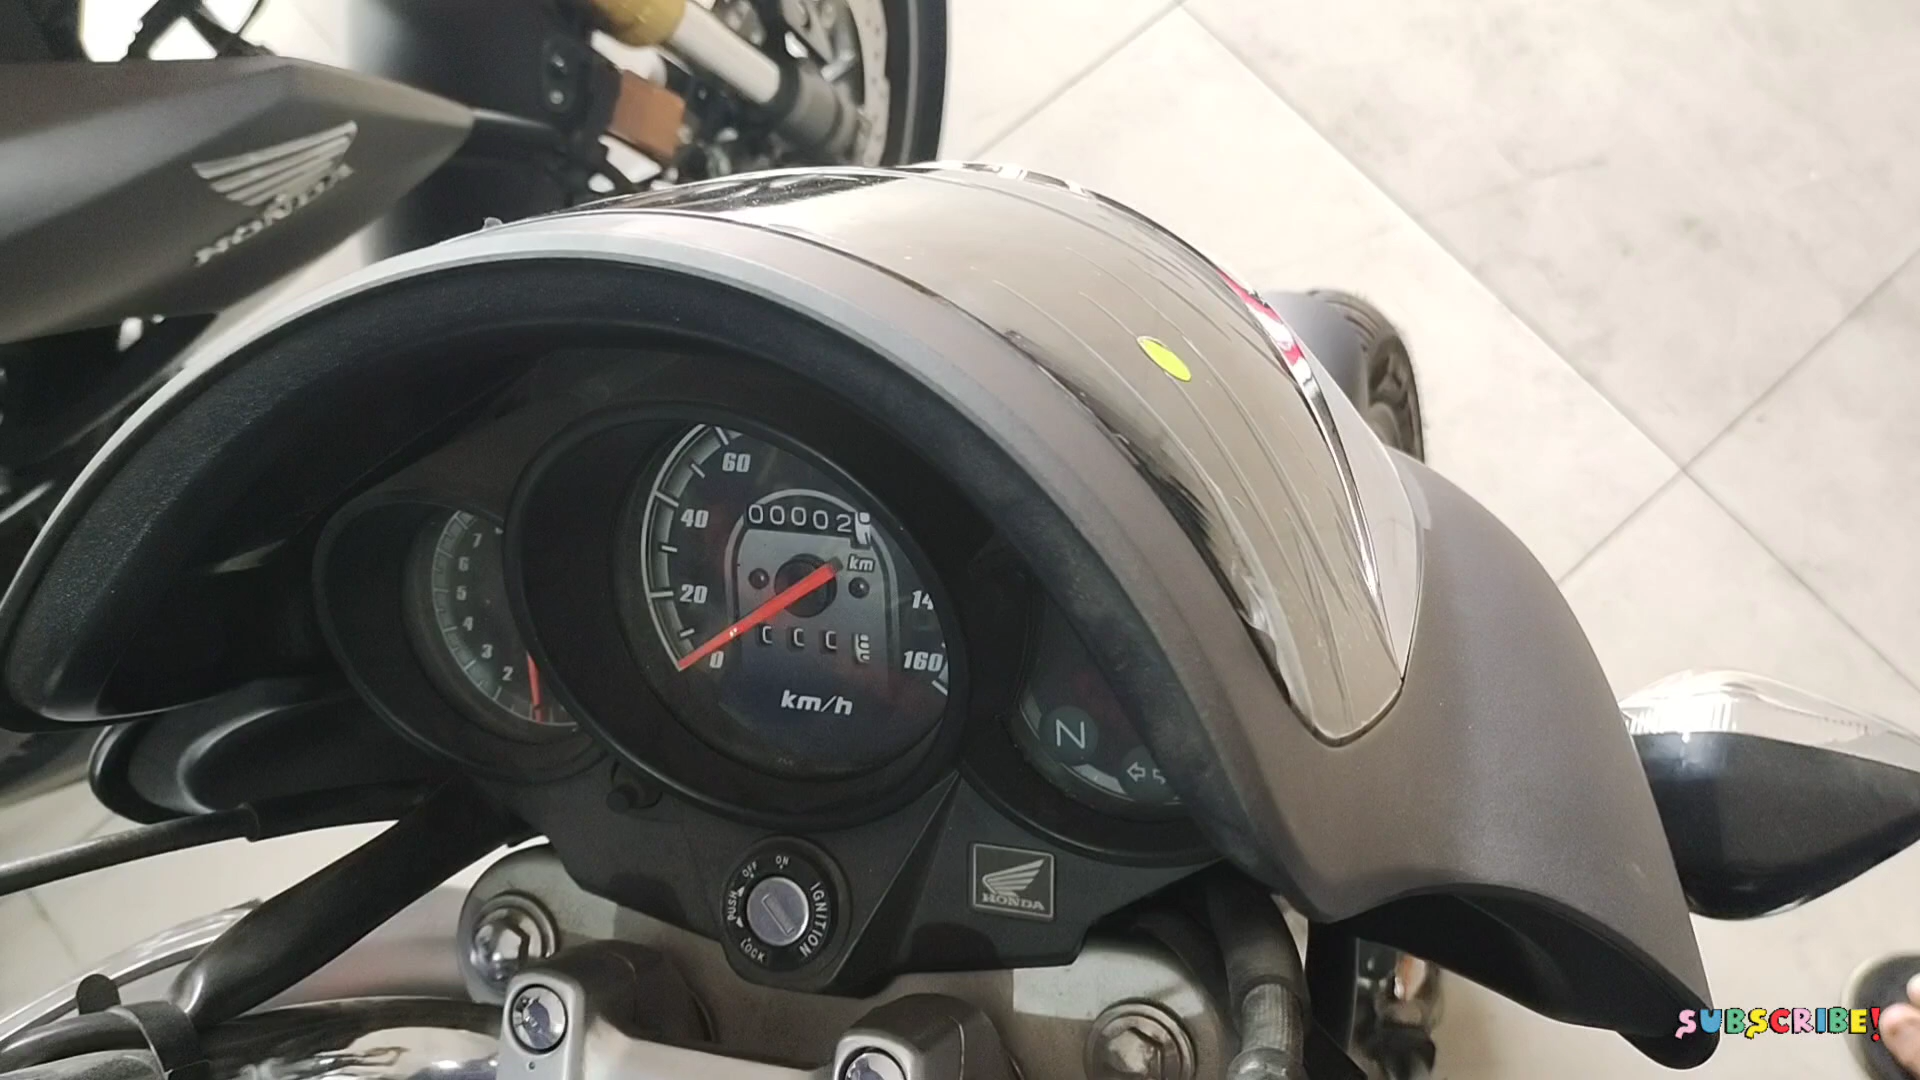 HONDA
60
40
20
0
14
160
00002
km
km/h
7
6
5
4
3
2
N
IGNITION
ON
OFF
PUSH
LOCK
HONDA
SUBSCRIBE!